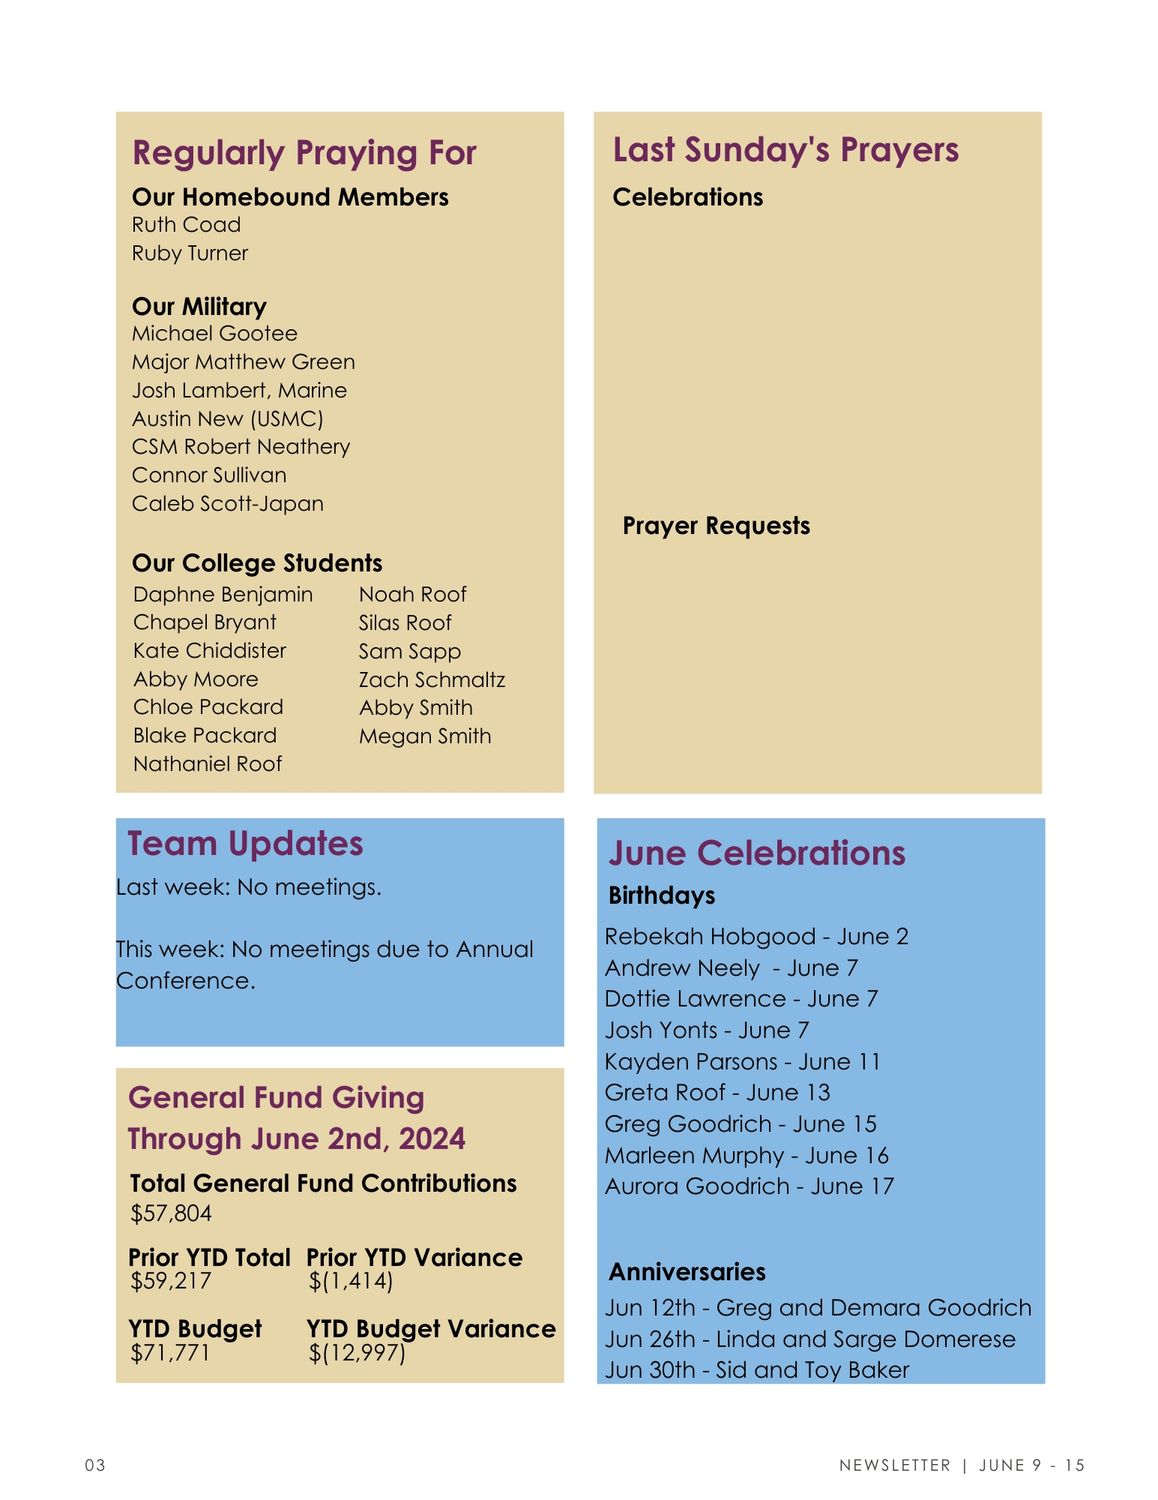 Regularly Praying For
Our Homebound Members
Ruth Coad
Ruby Turner
Our Military
Michael Gootee
Major Matthew Green
Josh Lambert, Marine
Austin New (USMC)
CSM Robert Neathery
Connor Sullivan
Caleb Scott-Japan
Our College Students
Daphne Benjamin
Chapel Bryant
Kate Chiddister
Abby Moore
Chloe Packard
Blake Packard
Nathaniel Roof
Noah Roof
Silas Roof
Sam Sapp
Zach Schmaltz
Abby Smith
Megan Smith
Last Sunday's Prayers
Celebrations
Prayer Requests
Team Updates
Last week: No meetings.
This week: No meetings due to Annual
Conference.
General Fund Giving
Through June 2nd, 2024
Total General Fund Contributions
$57,804
Prior YTD Total Prior YTD Variance
$59,217 $(1,414)
YTD Budget YTD Budget Variance
$71,771 $(12,997)
June Celebrations
Birthdays
Rebekah Hobgood - June 2
Andrew Neely  - June 7
Dottie Lawrence - June 7
Josh Yonts - June 7
Kayden Parsons - June 11
Greta Roof - June 13
Greg Goodrich - June 15
Marleen Murphy - June 16
Aurora Goodrich - June 17
Anniversaries
Jun 12th - Greg and Demara Goodrich
Jun 26th - Linda and Sarge Domerese
Jun 30th - Sid and Toy Baker
03
NEWSLETTER | JUNE 9 - 15